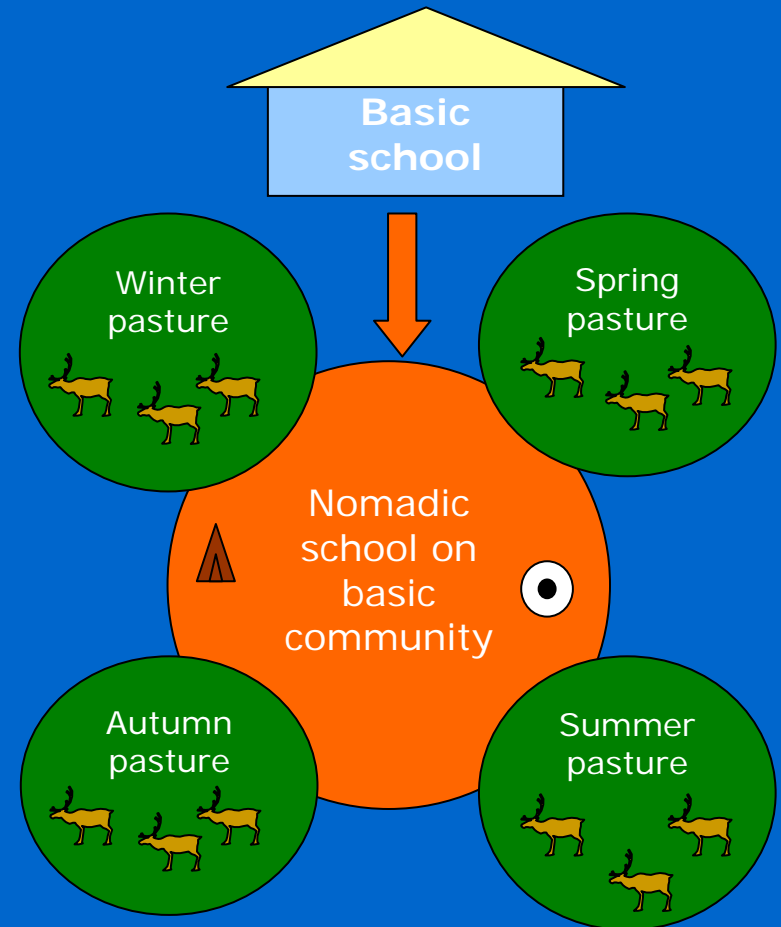 Basic
school
Winter
pasture
Spring
pasture
Nomadic
school on
basic
community
Autumn
pasture
Summer
pasture